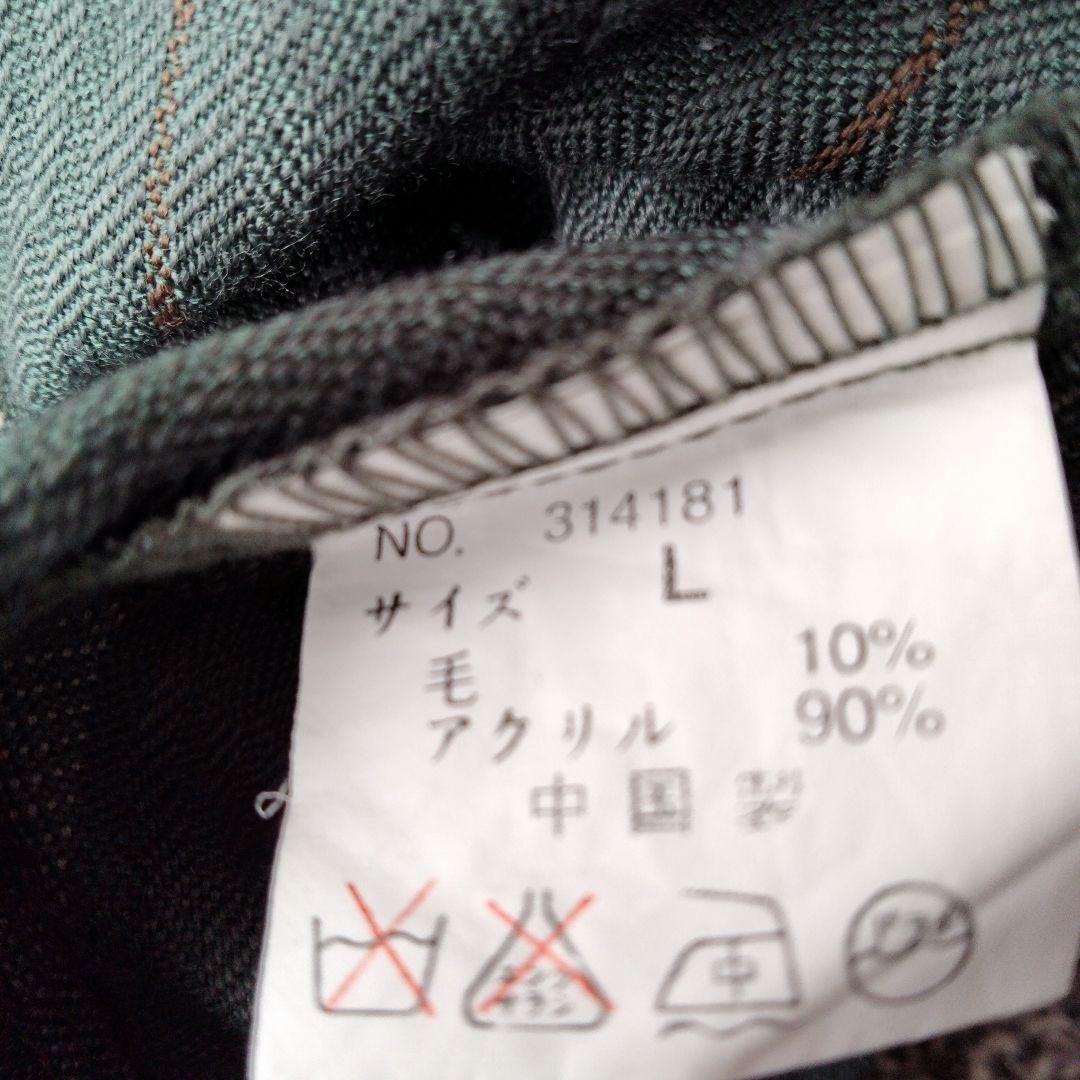 NO. 314181
サイズ L
毛 10%
アクリル 90%
中国製
中